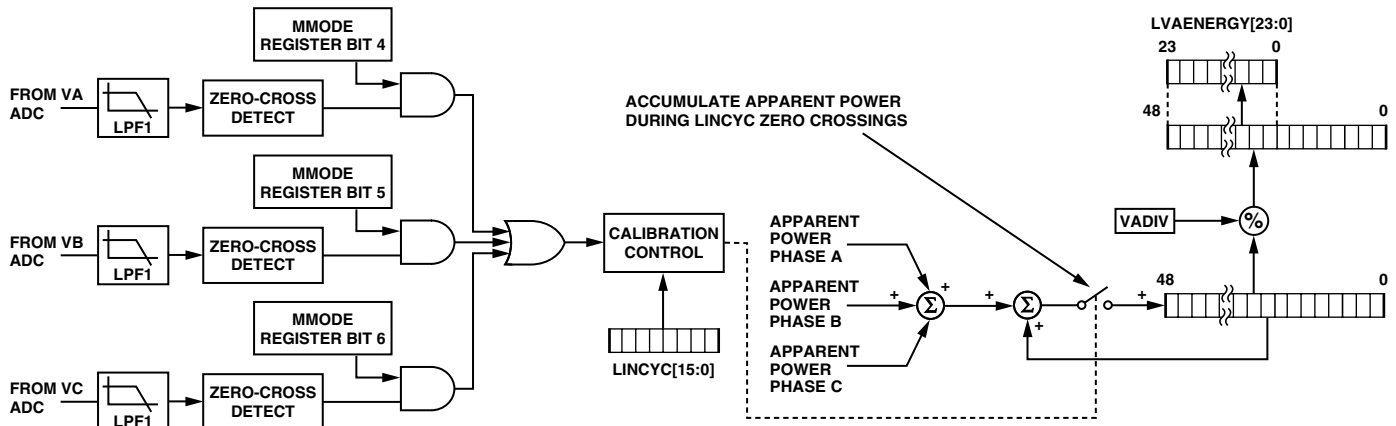 MMODE
REGISTER BIT 4
FROM VA
ADC
LPF1
ZERO-CROSS
DETECT
MMODE
REGISTER BIT 5
FROM VB
ADC
LPF1
ZERO-CROSS
DETECT
MMODE
REGISTER BIT 6
FROM VC
ADC
LPF1
ZERO-CROSS
DETECT
CALIBRATION
CONTROL
LINCYC[15:0]
ACCUMULATE APPARENT POWER
DURING LINCYC ZERO CROSSINGS
APPARENT
POWER
PHASE A
APPARENT
POWER
PHASE B
APPARENT
POWER
PHASE C
+
+
Σ
+
Σ
+
+
48
0
VADIV
%
48
0
LVAENERGY[23:0]
23
0